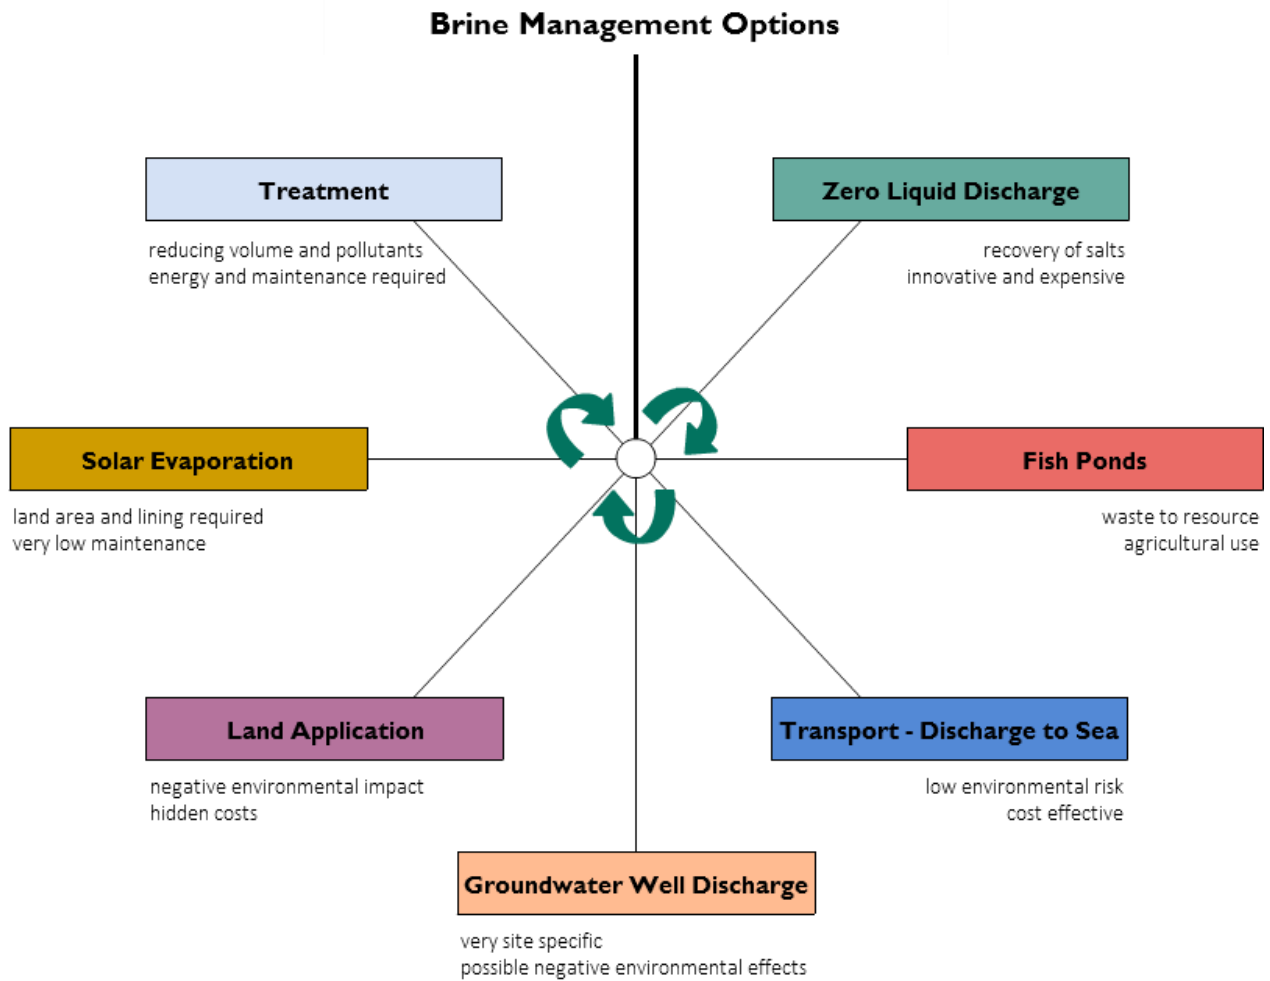 Brine Management Options
Treatment
reducing volume and pollutants
energy and maintenance required
Zero Liquid Discharge
recovery of salts
innovative and expensive
Solar Evaporation
land area and lining required
very low maintenance
Fish Ponds
waste to resource
agricultural use
Land Application
negative environmental impact
hidden costs
Transport - Discharge to Sea
low environmental risk
cost effective
Groundwater Well Discharge
very site specific
possible negative environmental effects